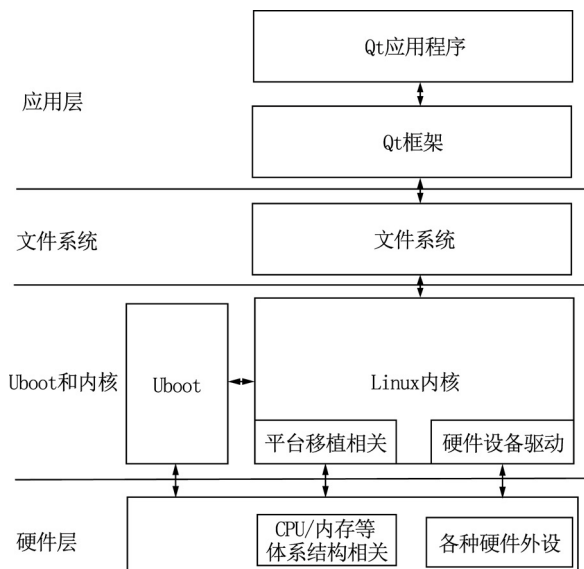 Qt应用程序
应用层
Qt框架
文件系统
文件系统
Uboot和内核
Uboot
Linux内核
平台移植相关
硬件设备驱动
硬件层
CPU/内存等
体系结构相关
各种硬件外设